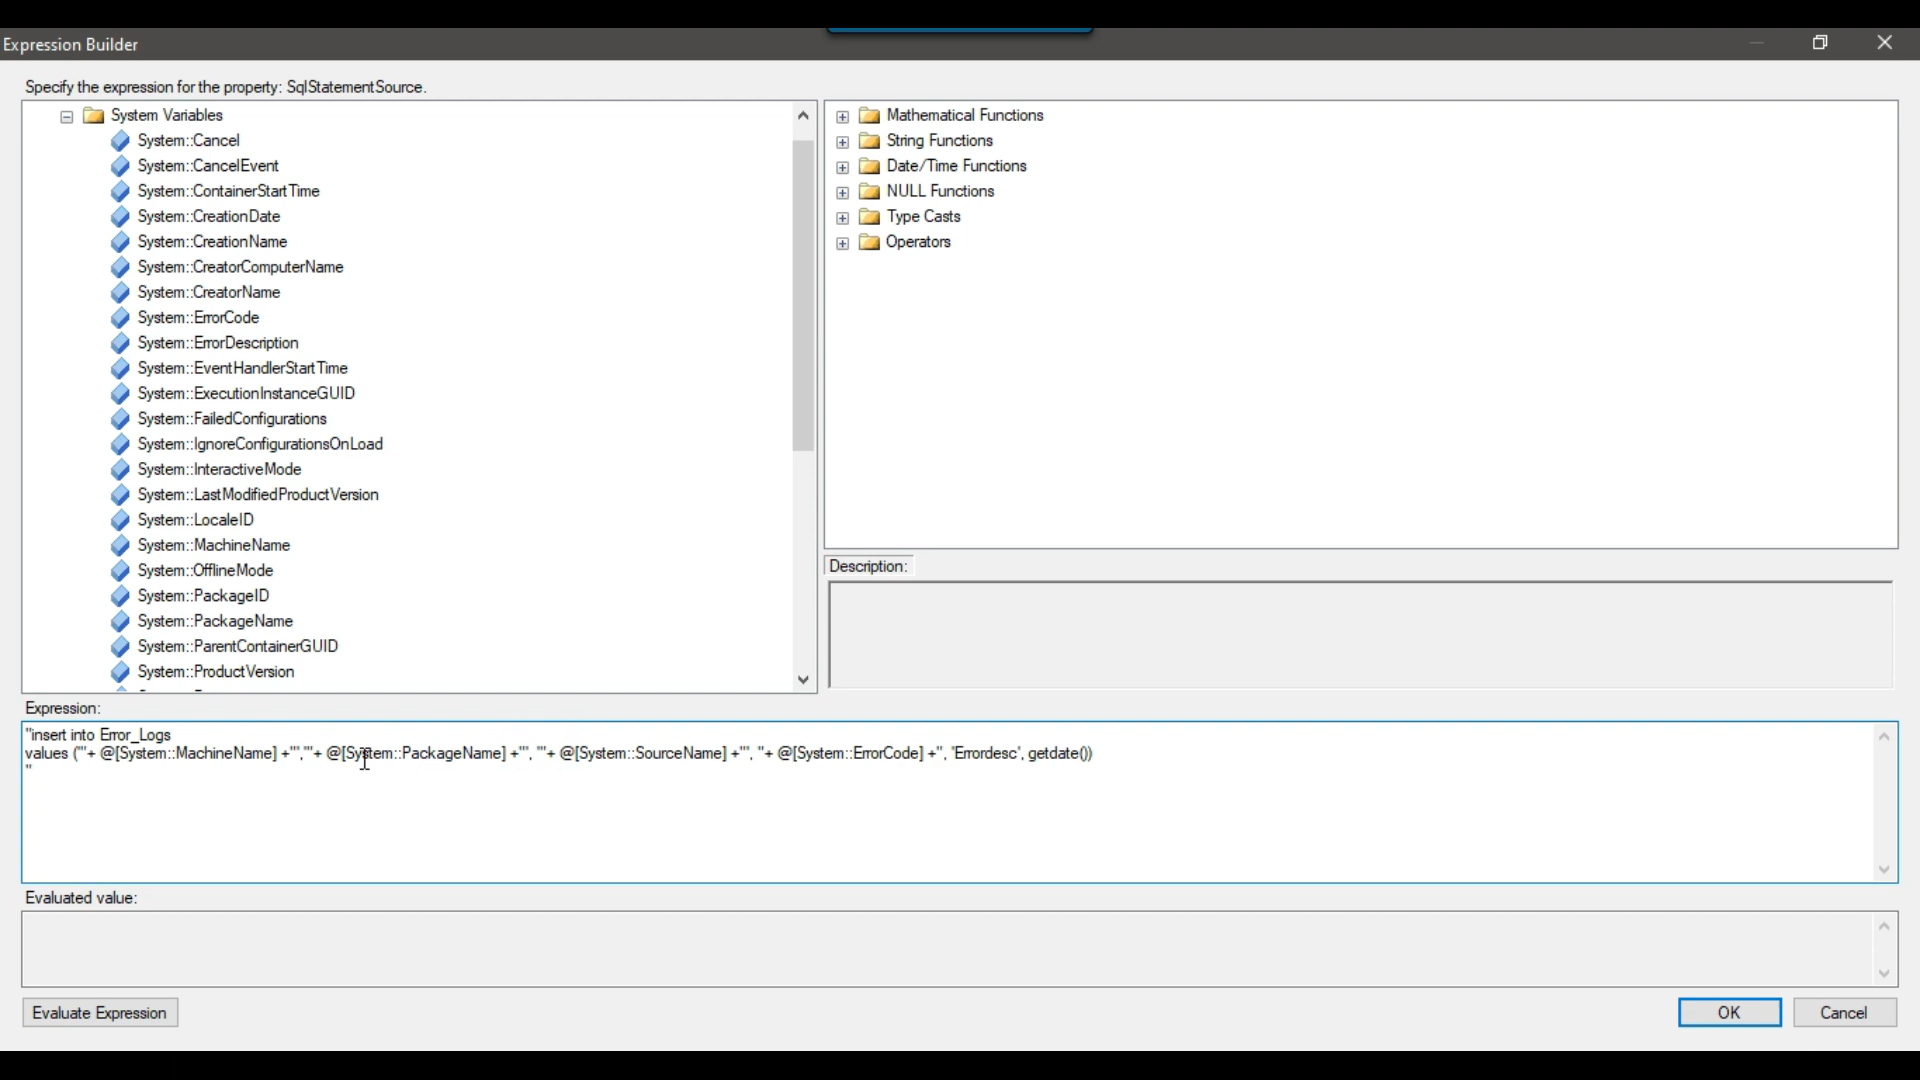 Expression Builder
Specify the expression for the property: SqlStatementSource.
System Variables
System::Cancel
System::CancelEvent
System::ContainerStartTime
System::CreationDate
System::CreationName
System::CreatorComputerName
System::CreatorName
System::ErrorCode
System::ErrorDescription
System::EventHandlerStartTime
System::ExecutionInstanceGUID
System::FailedConfigurations
System::IgnoreConfigurationsOnLoad
System::InteractiveMode
System::LastModifiedProductVersion
System::LocaleID
System::MachineName
System::OfflineMode
System::PackageID
System::PackageName
System::ParentContainerGUID
System::ProductVersion
Mathematical Functions
String Functions
Date/Time Functions
NULL Functions
Type Casts
Operators
Description:
Expression:
"insert into Error_Logs
values ('"+ @[System::MachineName] +"','"+ @[System::PackageName] +"', '"+ @[System::SourceName] +"', "+ @[System::ErrorCode] +", 'Errordesc', getdate())
"
Evaluated value:
Evaluate Expression
OK
Cancel